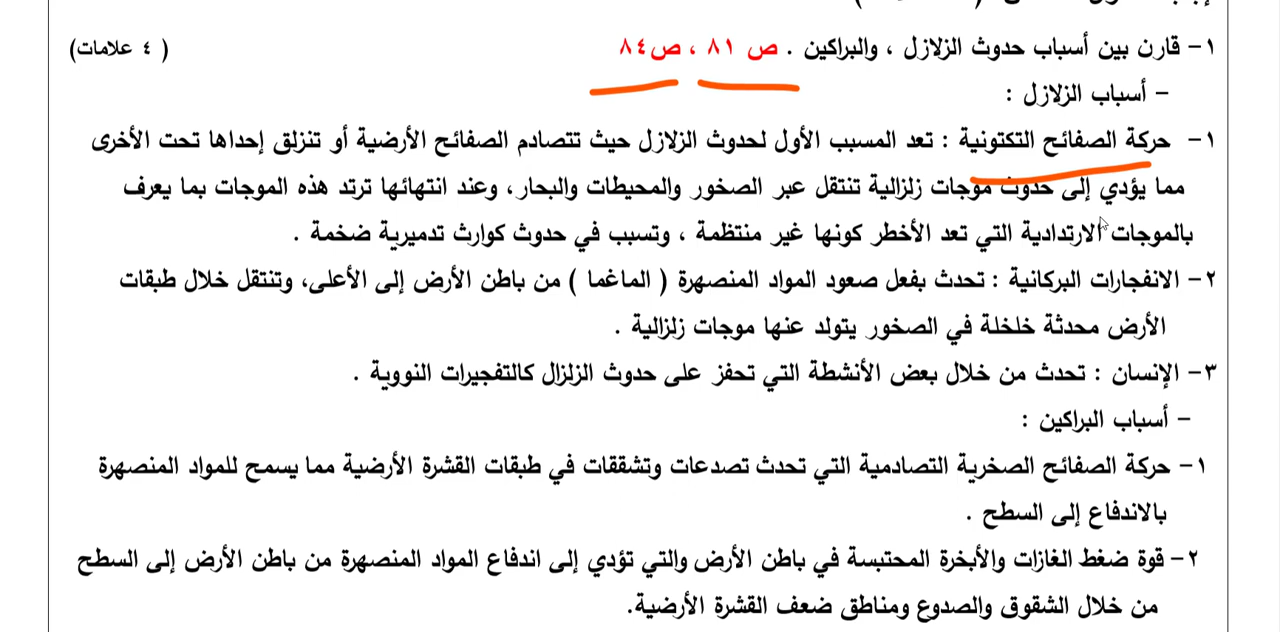 ١- قارن بين أسباب حدوث الزلازل ، والبراكين . ص ٨١ ، ص٨٤ ( ٤ علامات)
- أسباب الزلازل :
١- حركة الصفائح التكتونية : تعد المسبب الأول لحدوث الزلازل حيث تتصادم الصفائح الأرضية أو تنزلق إحداها تحت الأخرى
مما يؤدي إلى حدوث موجات زلزالية تنتقل عبر الصخور والمحيطات والبحار، وعند انتهائها ترتد هذه الموجات بما يعرف
بالموجات الارتدادية التي تعد الأخطر كونها غير منتظمة ، وتسبب في حدوث كوارث تدميرية ضخمة .
٢- الانفجارات البركانية : تحدث بفعل صعود المواد المنصهرة ( الماغما ) من باطن الأرض إلى الأعلى، وتنتقل خلال طبقات
الأرض محدثة خلخلة في الصخور يتولد عنها موجات زلزالية .
٣- الإنسان : تحدث من خلال بعض الأنشطة التي تحفز على حدوث الزلزال كالتفجيرات النووية .
- أسباب البراكين :
١- حركة الصفائح الصخرية التصادمية التي تحدث تصدعات وتشققات في طبقات القشرة الأرضية مما يسمح للمواد المنصهرة
بالاندفاع إلى السطح .
٢- قوة ضغط الغازات والأبخرة المحتبسة في باطن الأرض والتي تؤدي إلى اندفاع المواد المنصهرة من باطن الأرض إلى السطح
من خلال الشقوق والصدوع ومناطق ضعف القشرة الأرضية.